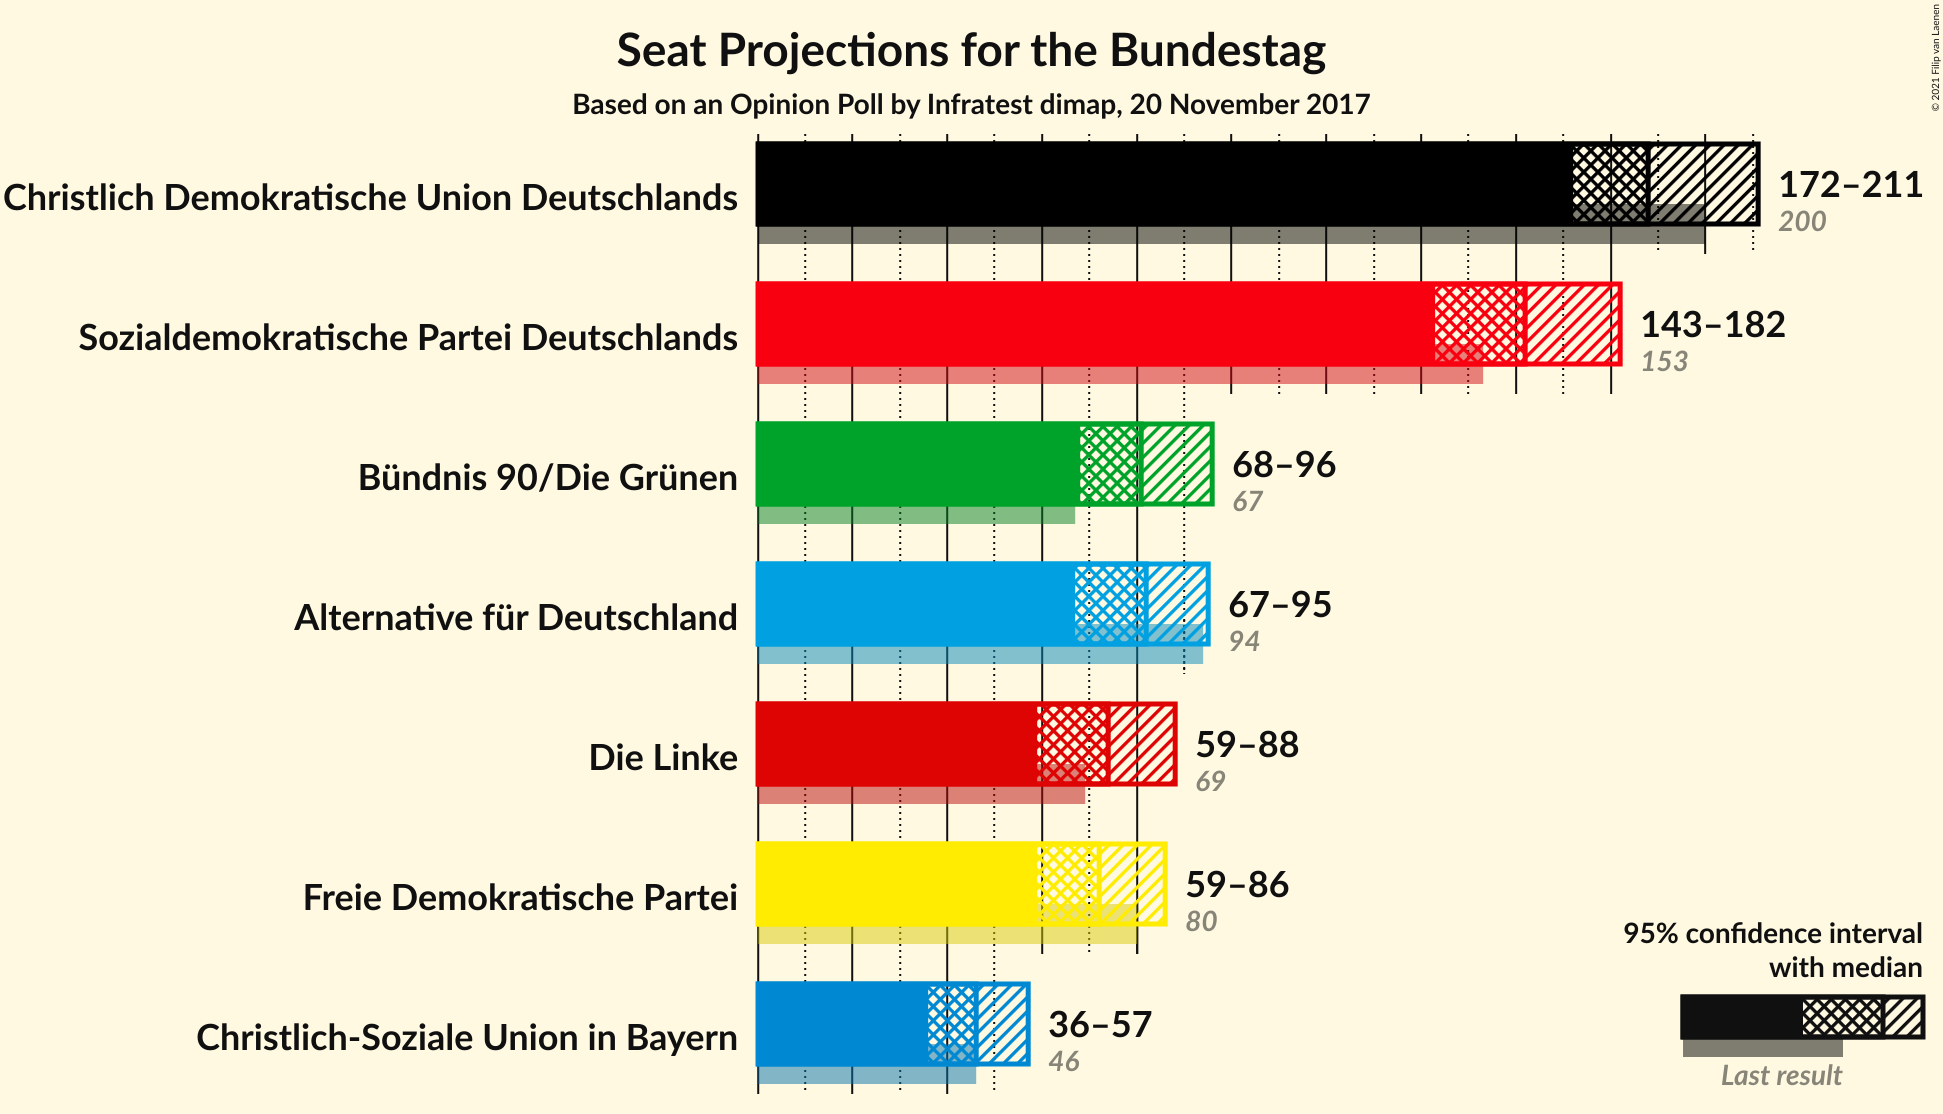 Seat Projections for the Bundestag
Based on an Opinion Poll by Infratest dimap, 20 November 2017
© 2021 Filip van Laenen
Christlich Demokratische Union Deutschlands
172–211
200
Sozialdemokratische Partei Deutschlands
143–182
153
Bündnis 90/Die Grünen
68–96
67
Alternative für Deutschland
67–95
94
Die Linke
59–88
69
Freie Demokratische Partei
59–86
80
Christlich-Soziale Union in Bayern
36–57
46
95% confidence interval
with median
Last result